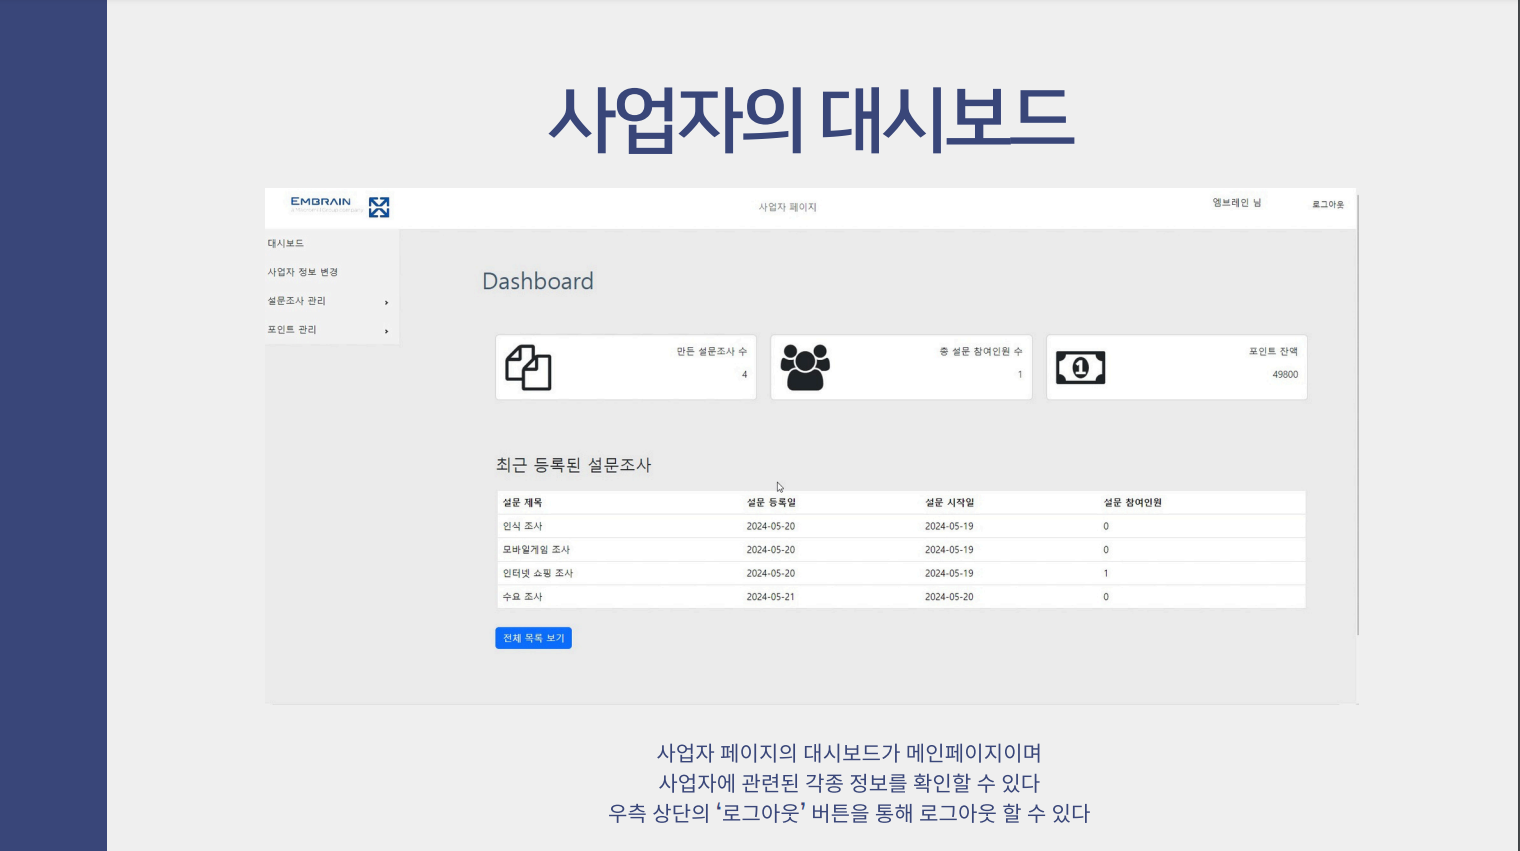 사업자의 대시보드
EMBRAIN
사업자 페이지
엠브레인 님
로그아웃
대시보드
사업자 정보 변경
설문조사 관리
포인트 관리
Dashboard
만든 설문조사 수
4
총 설문 참여인원 수
1
포인트 잔액
49800
최근 등록된 설문조사
설문 제목 설문 등록일 설문 시작일 설문 참여인원
인식 조사 2024-05-20 2024-05-19 0
모바일게임 조사 2024-05-20 2024-05-19 0
인터넷 쇼핑 조사 2024-05-20 2024-05-19 1
수요 조사 2024-05-21 2024-05-20 0
전체 목록 보기
사업자 페이지의 대시보드가 메인페이지이며
사업자에 관련된 각종 정보를 확인할 수 있다
우측 상단의 ‘로그아웃’ 버튼을 통해 로그아웃 할 수 있다